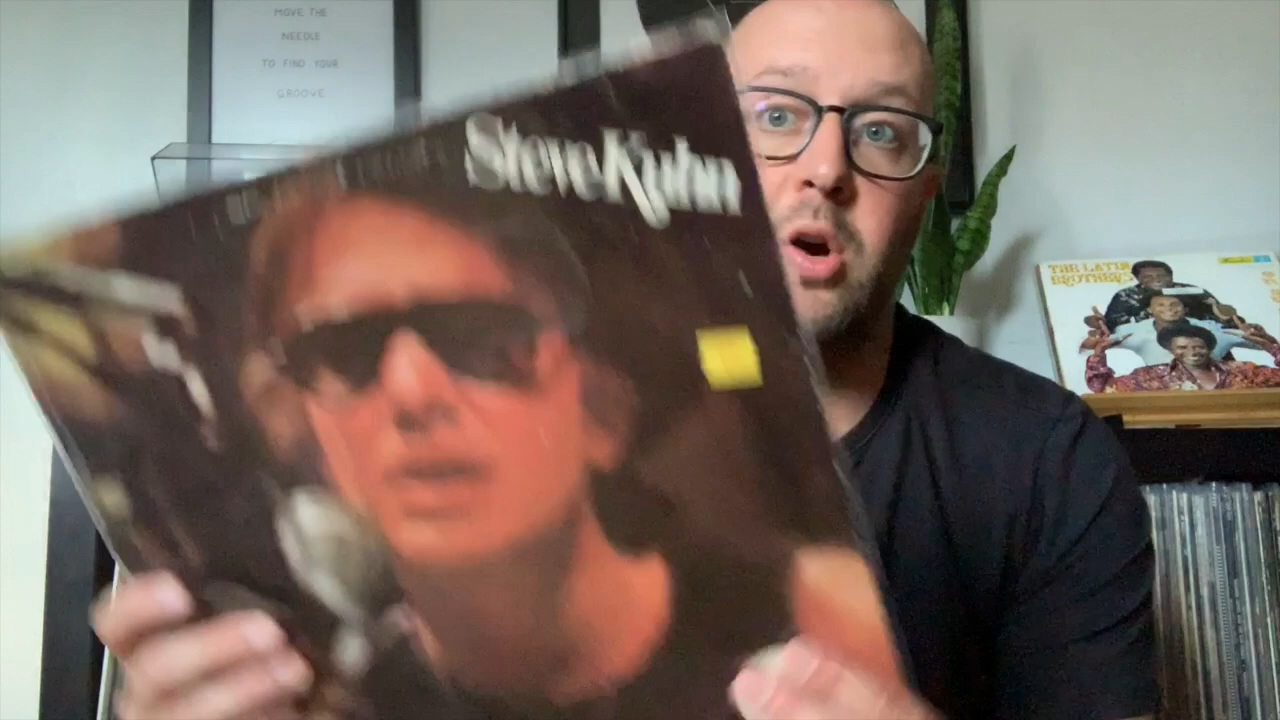 MOVE THE
NEEDLE
TO FIND YOUR
GROOVE
Steve Kuhn
THE LATIN
BROTHERS